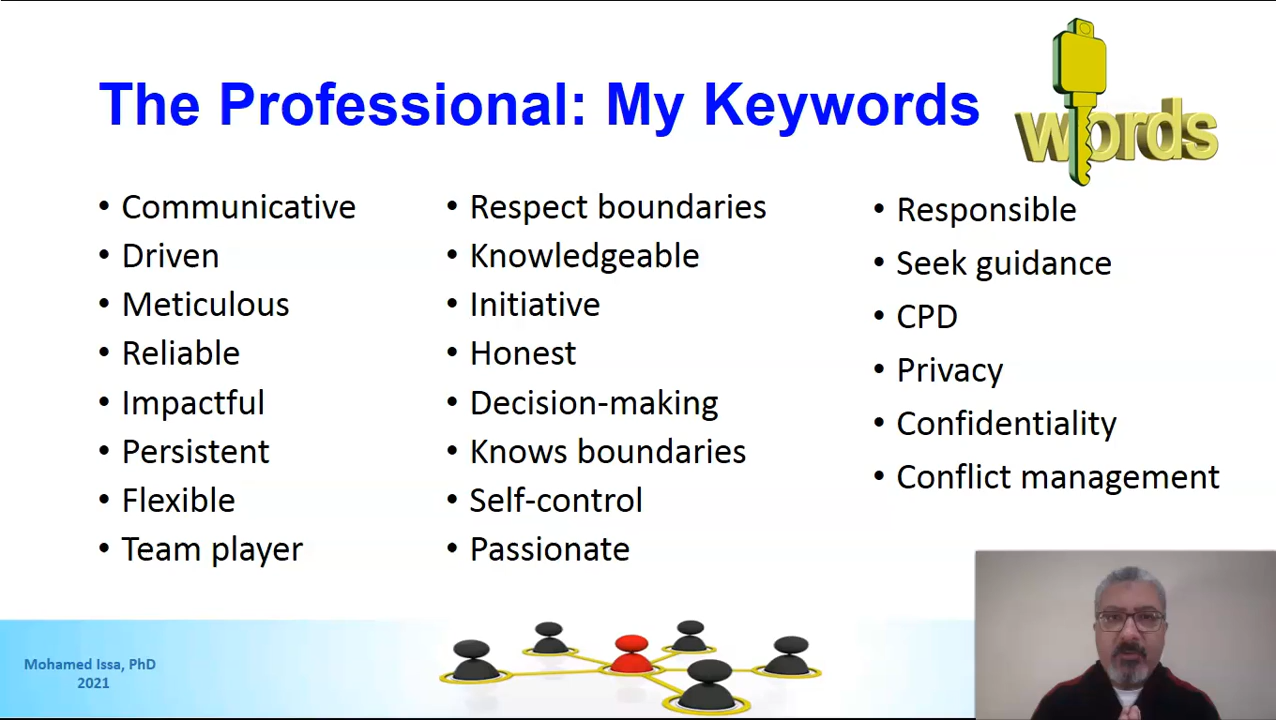 The Professional: My Keywords
words
• Communicative
• Driven
• Meticulous
• Reliable
• Impactful
• Persistent
• Flexible
• Team player
• Respect boundaries
• Knowledgeable
• Initiative
• Honest
• Decision-making
• Knows boundaries
• Self-control
• Passionate
• Responsible
• Seek guidance
• CPD
• Privacy
• Confidentiality
• Conflict management
Mohamed Issa, PhD
2021